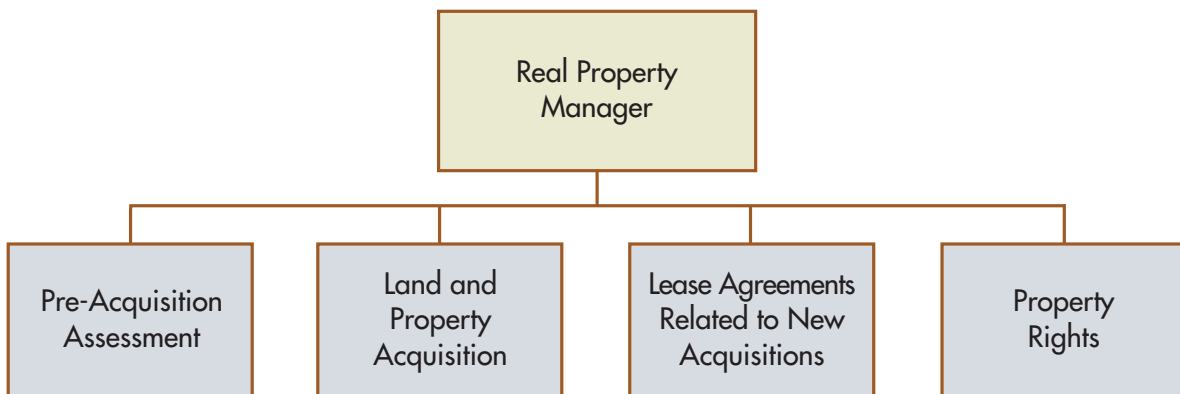 Real Property
Manager
Pre-Acquisition
Assessment
Land and
Property
Acquisition
Lease Agreements
Related to New
Acquisitions
Property
Rights